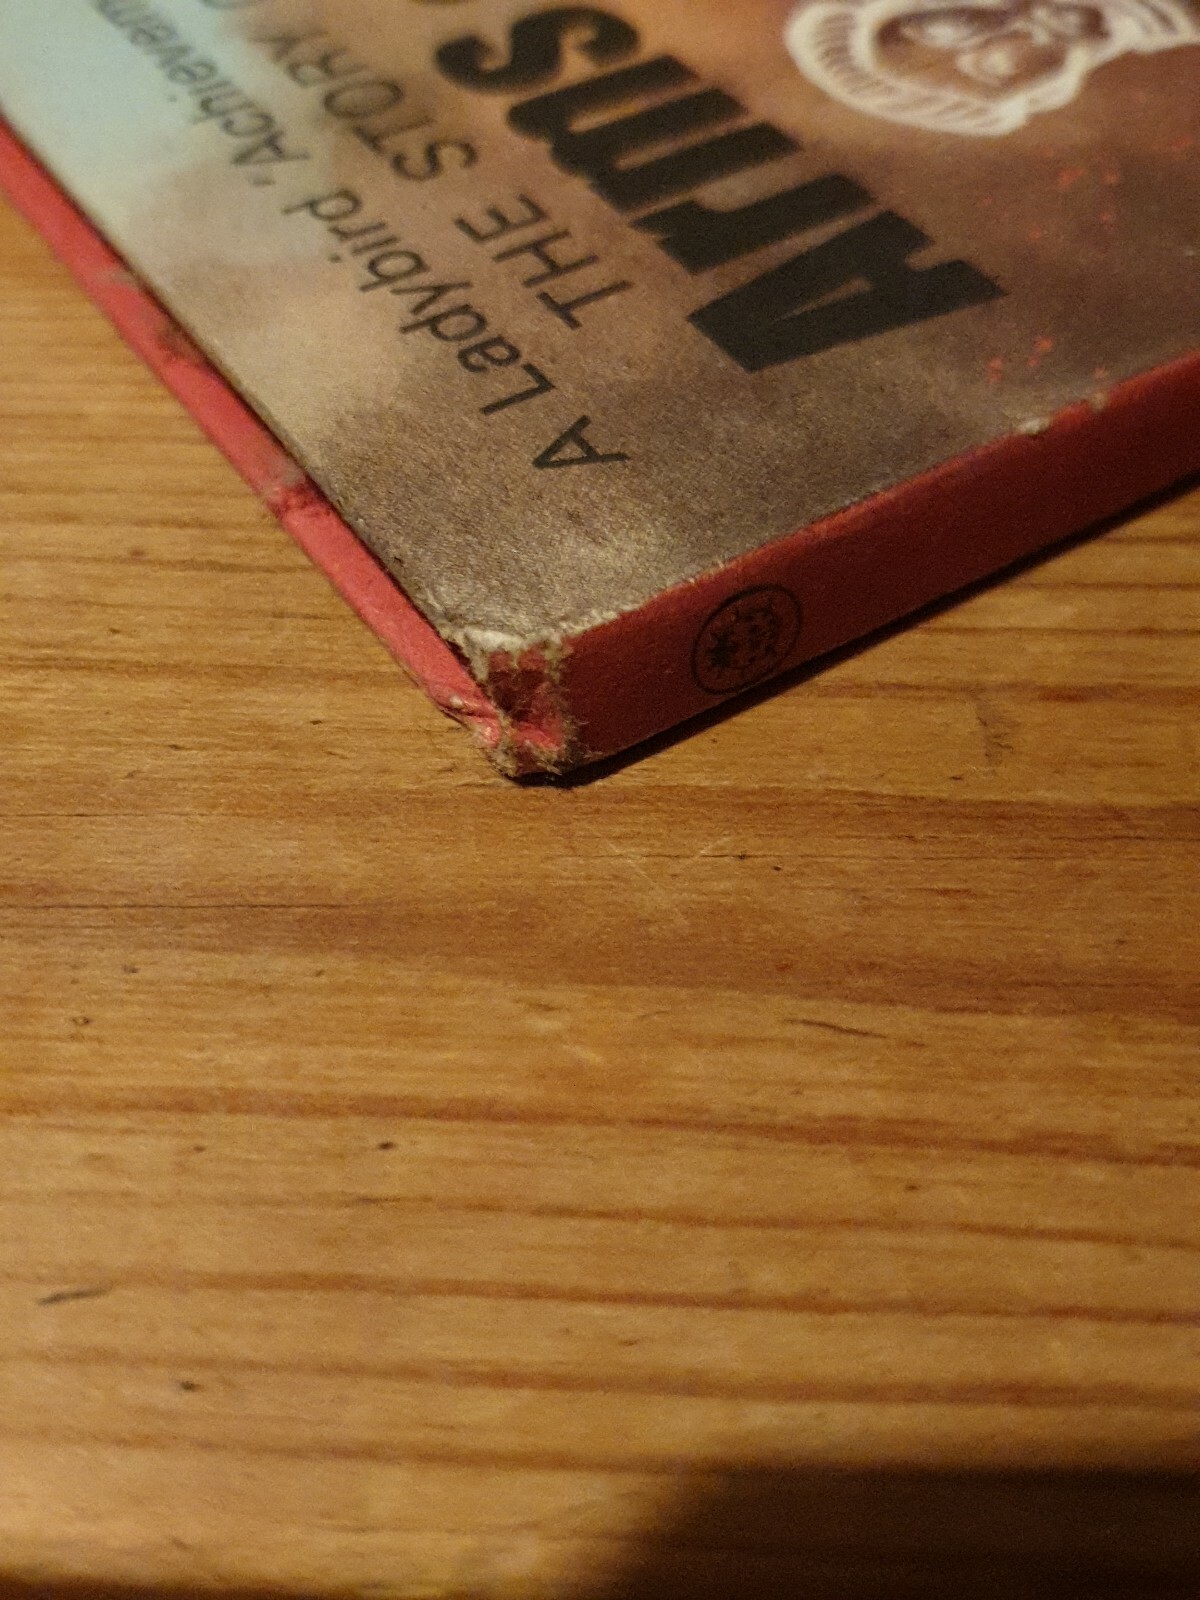 A Ladybird 'Achievem
THE STORY
Arms